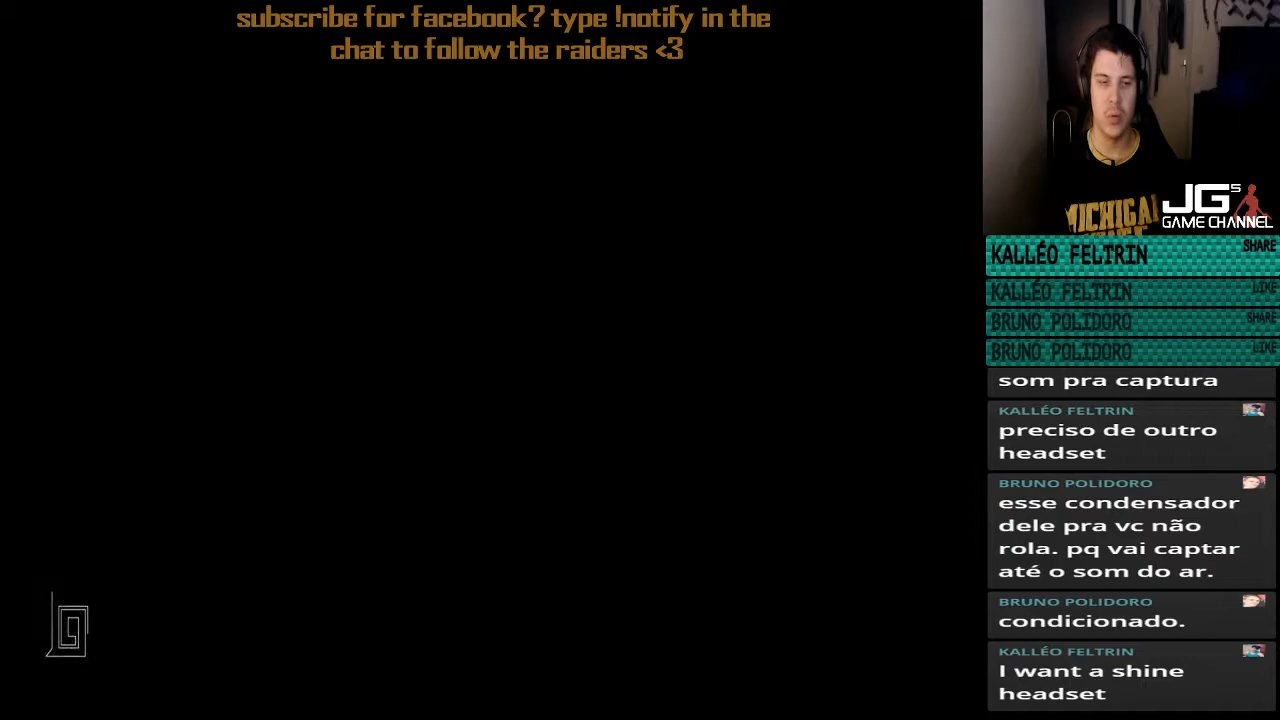 subscribe for facebook? type !notify in the
chat to follow the raiders <3
MICHIGAN
JG5
GAME CHANNEL
KALLÉO FELTRIN SHARE
KALLÉO FELTRIN LIKE
BRUNO POLIDORO SHARE
BRUNO POLIDORO LIKE
som pra captura
KALLÉO FELTRIN
preciso de outro
headset
BRUNO POLIDORO
esse condensador
dele pra vc não
rola. pq vai captar
até o som do ar.
BRUNO POLIDORO
condicionado.
KALLÉO FELTRIN
I want a shine
headset